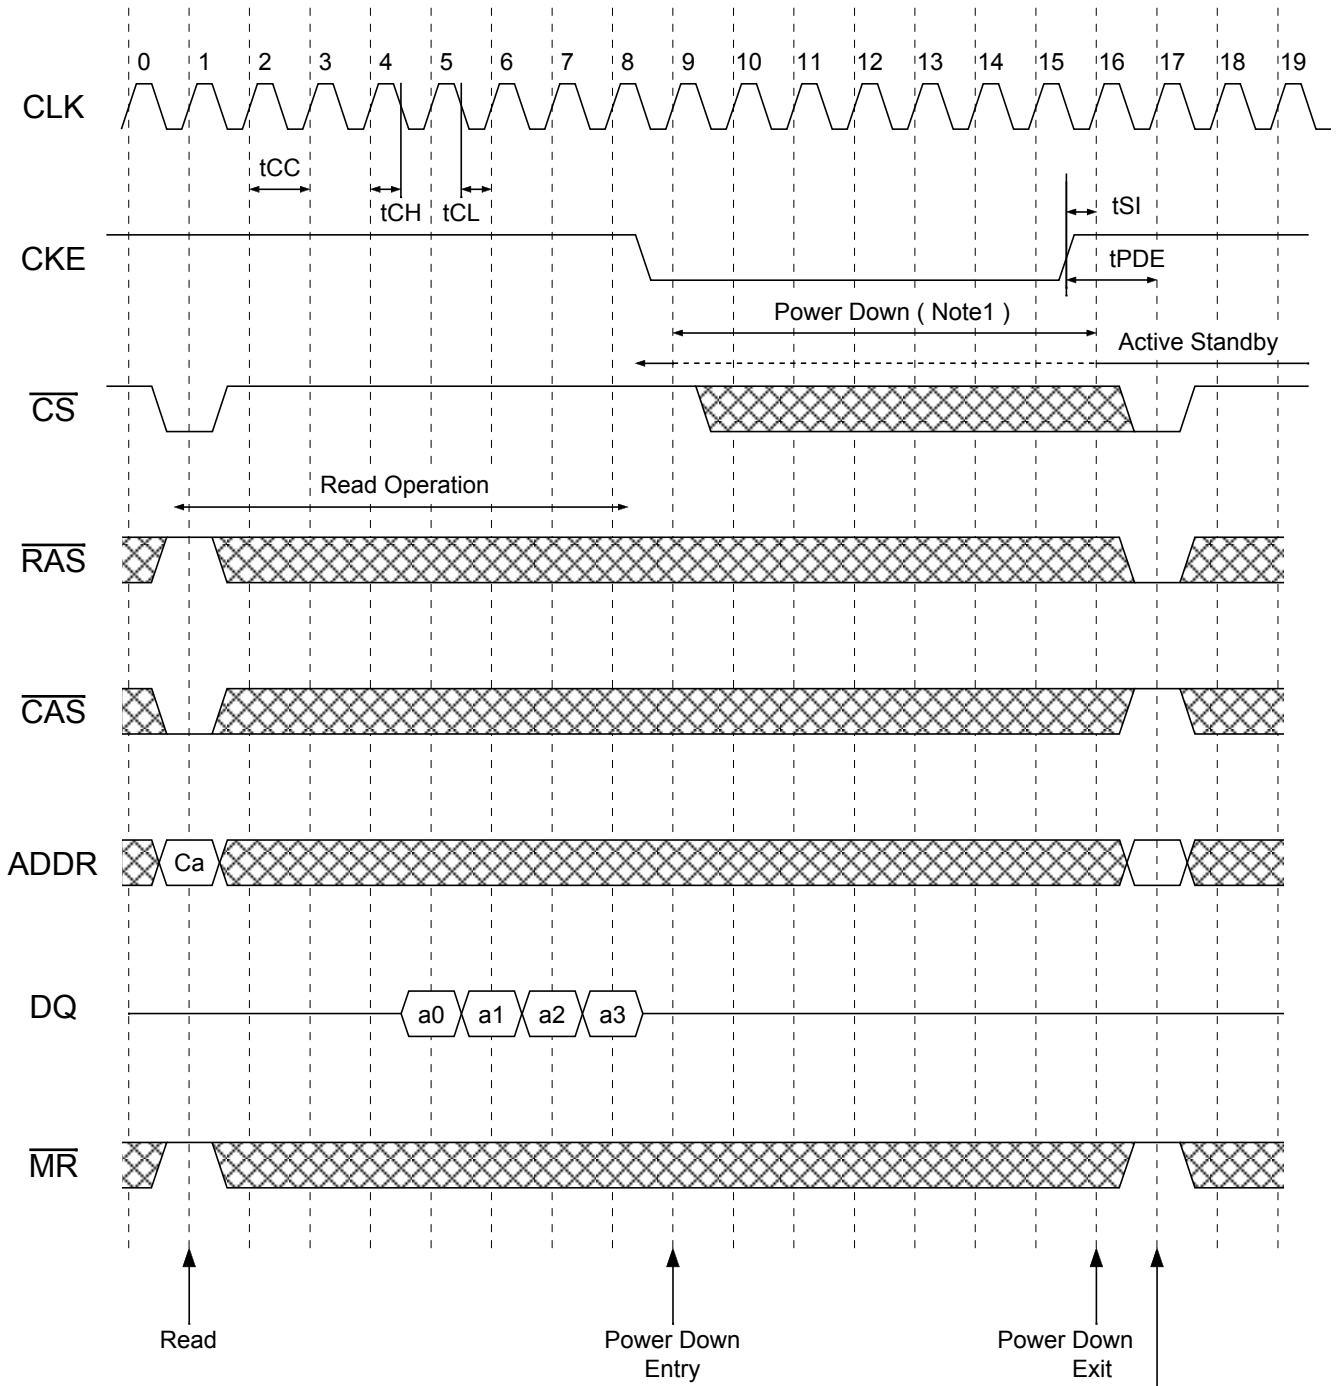 0 1 2 3 4 5 6 7 8 9 10 11 12 13 14 15 16 17 18 19
CLK
tCC
tCH tCL
tSI
CKE
tPDE
Power Down ( Note1 )
Active Standby
CS
Read Operation
RAS
CAS
ADDR
Ca
DQ
a0 a1 a2 a3
MR
Read
Power Down
Entry
Power Down
Exit